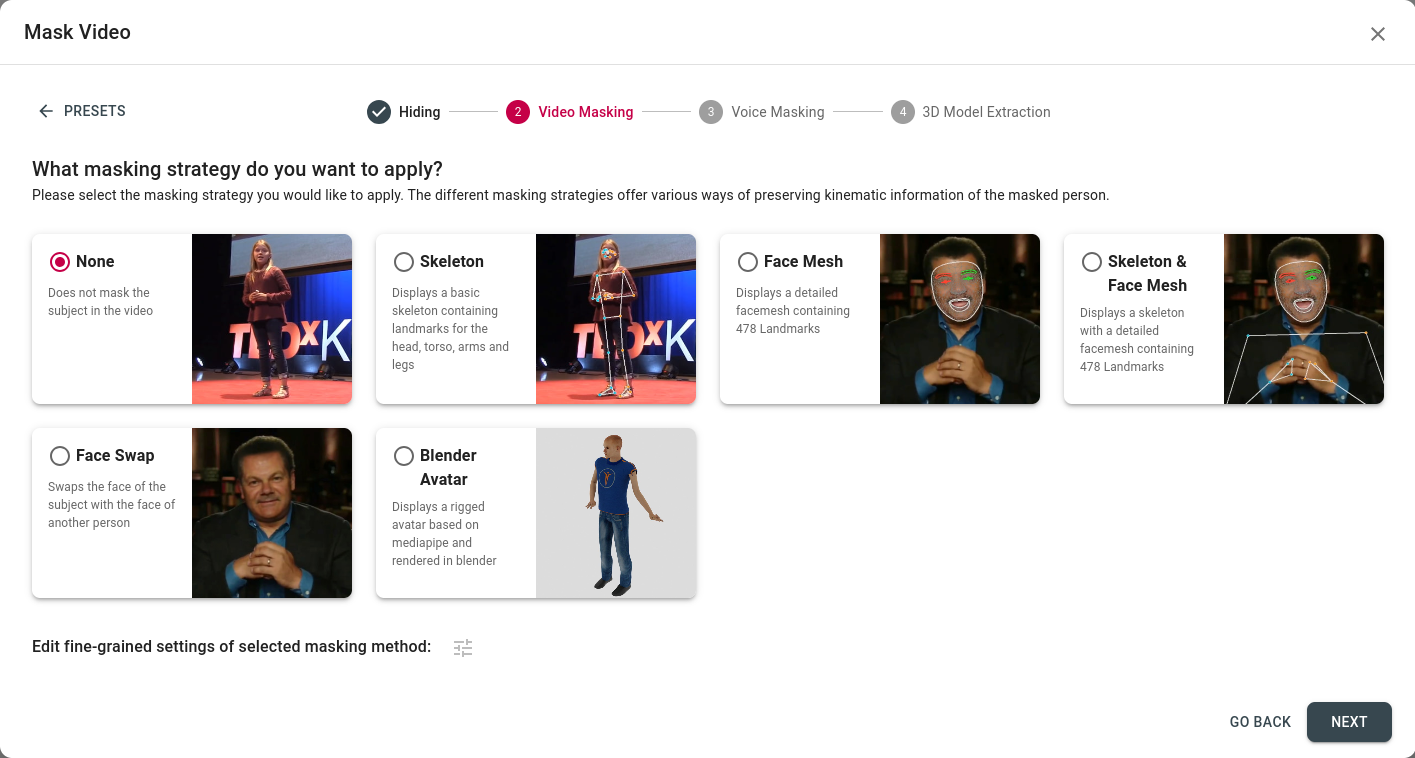 Mask Video
PRESETS
Hiding
2 Video Masking
3 Voice Masking
4 3D Model Extraction
What masking strategy do you want to apply?
Please select the masking strategy you would like to apply. The different masking strategies offer various ways of preserving kinematic information of the masked person.
None
Does not mask the
subject in the video
TEDxK
Skeleton
Displays a basic
skeleton containing
landmarks for the
head, torso, arms and
legs
TEDxK
Face Mesh
Displays a detailed
facemesh containing
478 Landmarks
Skeleton &
Face Mesh
Displays a skeleton
with a detailed
facemesh containing
478 Landmarks
Face Swap
Swaps the face of the
subject with the face of
another person
Blender
Avatar
Displays a rigged
avatar based on
mediapipe and
rendered in blender
Edit fine-grained settings of selected masking method:
GO BACK
NEXT